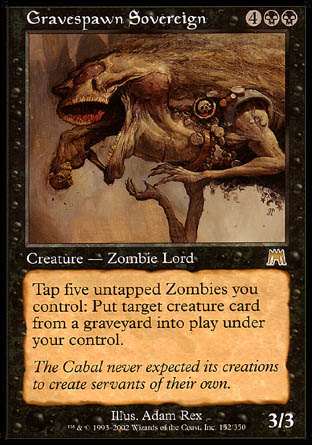 Gravespawn Sovereign 4
Creature — Zombie Lord
Tap five untapped Zombies you
control: Put target creature card
from a graveyard into play under
your control.
The Cabal never expected its creations
to create servants of their own.
Illus. Adam Rex
™ & © 1993-2002 Wizards of the Coast, Inc. 152/350
3/3